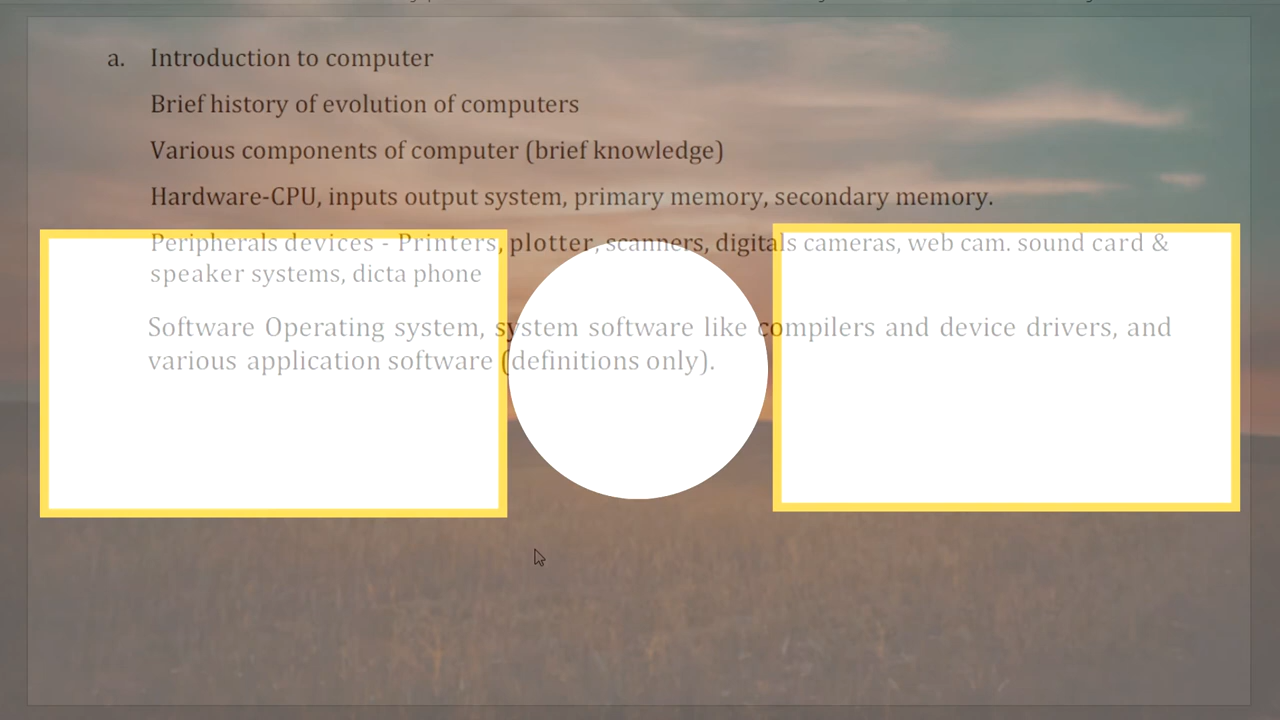 a. Introduction to computer
Brief history of evolution of computers
Various components of computer (brief knowledge)
Hardware-CPU, inputs output system, primary memory, secondary memory.
Peripherals devices - Printers, plotter, scanners, digitals cameras, web cam. sound card &
speaker systems, dicta phone
Software Operating system, system software like compilers and device drivers, and
various application software (definitions only).